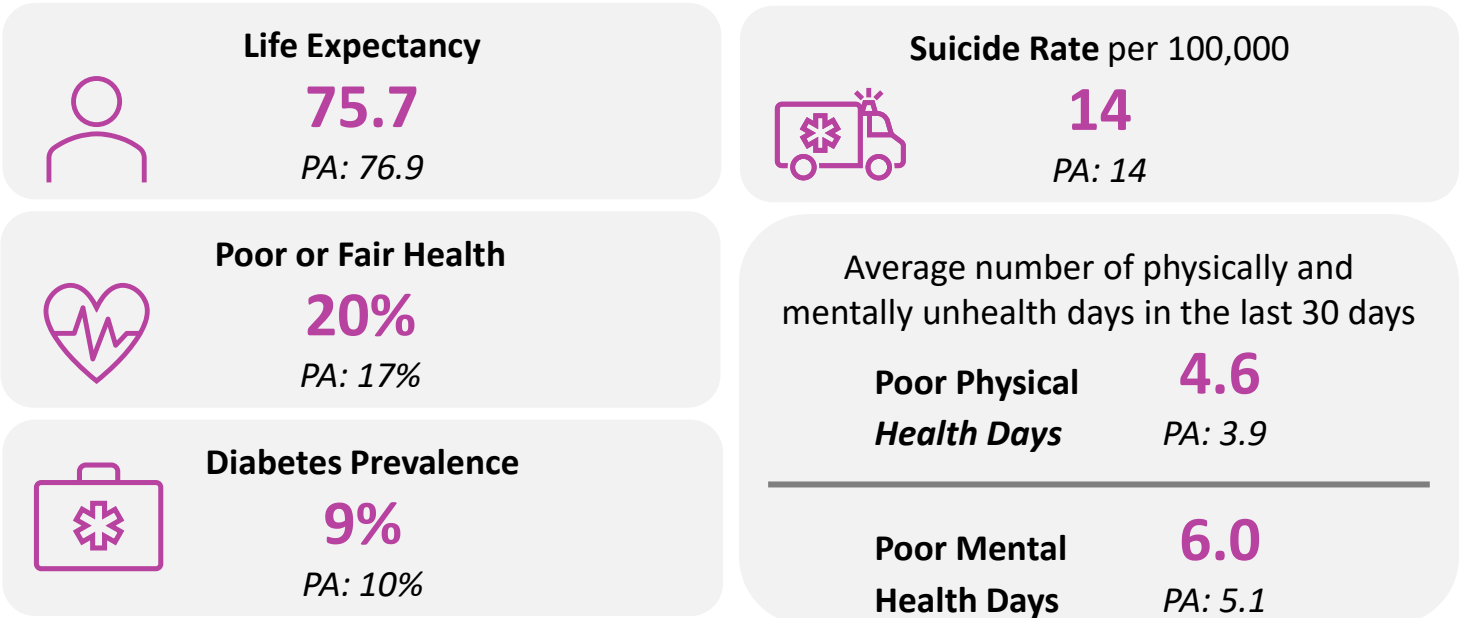 Life Expectancy
75.7
PA: 76.9
Poor or Fair Health
20%
PA: 17%
Diabetes Prevalence
9%
PA: 10%
Suicide Rate per 100,000
14
PA: 14
Average number of physically and
mentally unhealth days in the last 30 days
Poor Physical 4.6
Health Days PA: 3.9
Poor Mental 6.0
Health Days PA: 5.1